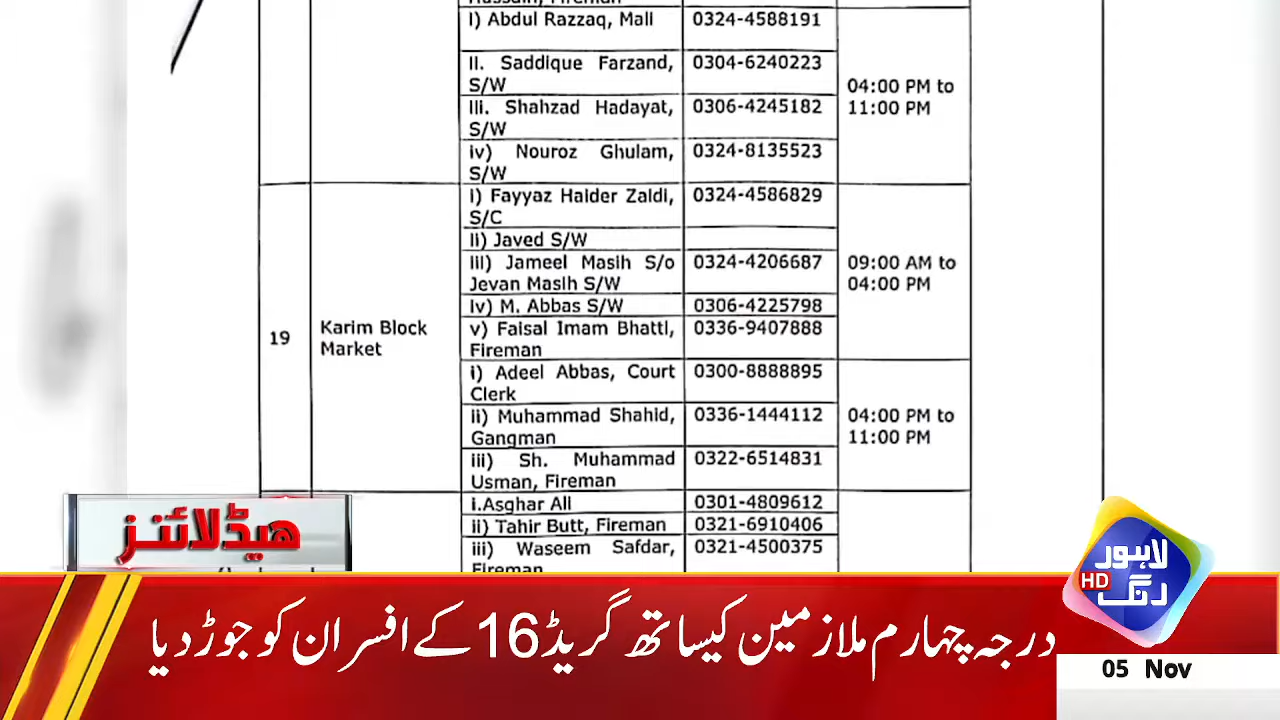 i) Abdul Razzaq, Mali 0324-4588191
ii. Saddique Farzand, 0304-6240223
S/W
iii. Shahzad Hadayat, 0306-4245182
S/W
04:00 PM to
11:00 PM
iv) Nouroz Ghulam, 0324-8135523
S/W
19
Karim Block
Market
i) Fayyaz Haider Zaidi, 0324-4586829
S/C
ii) Javed S/W
iii) Jameel Masih S/o 0324-4206687
Jevan Masih S/W
09:00 AM to
04:00 PM
iv) M. Abbas S/W 0306-4225798
v) Faisal Imam Bhatti, 0336-9407888
Fireman
i) Adeel Abbas, Court 0300-8888895
Clerk
ii) Muhammad Shahid, 0336-1444112
Gangman
04:00 PM to
11:00 PM
iii) Sh. Muhammad 0322-6514831
Usman, Fireman
i.Asghar Ali 0301-4809612
ii) Tahir Butt, Fireman 0321-6910406
iii) Waseem Safdar, 0321-4500375
Fireman
ہیڈلائنز
لاہور
رنگ
HD
درجہ چہارم ملازمین کیساتھ گریڈ 16 کے افسران کو جوڑ دیا
05 Nov